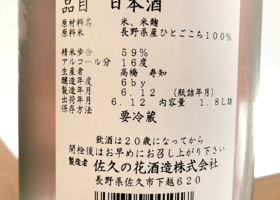 品目 日本酒
原材料名 米、米麹
原料米 長野県産ひとごこち100%
精米歩合 59%
アルコール分 16度
生産者 高橋 寿知
醸造年度 6by
製造年月 6.12 (瓶詰年月)
出荷年月 6.12 内容量 1.8L詰
保存方法 要冷蔵
飲酒は20歳になってから
開栓後はお早めにお召し上がり下さい
製造者 佐久の花酒造株式会社
長野県佐久市下越620